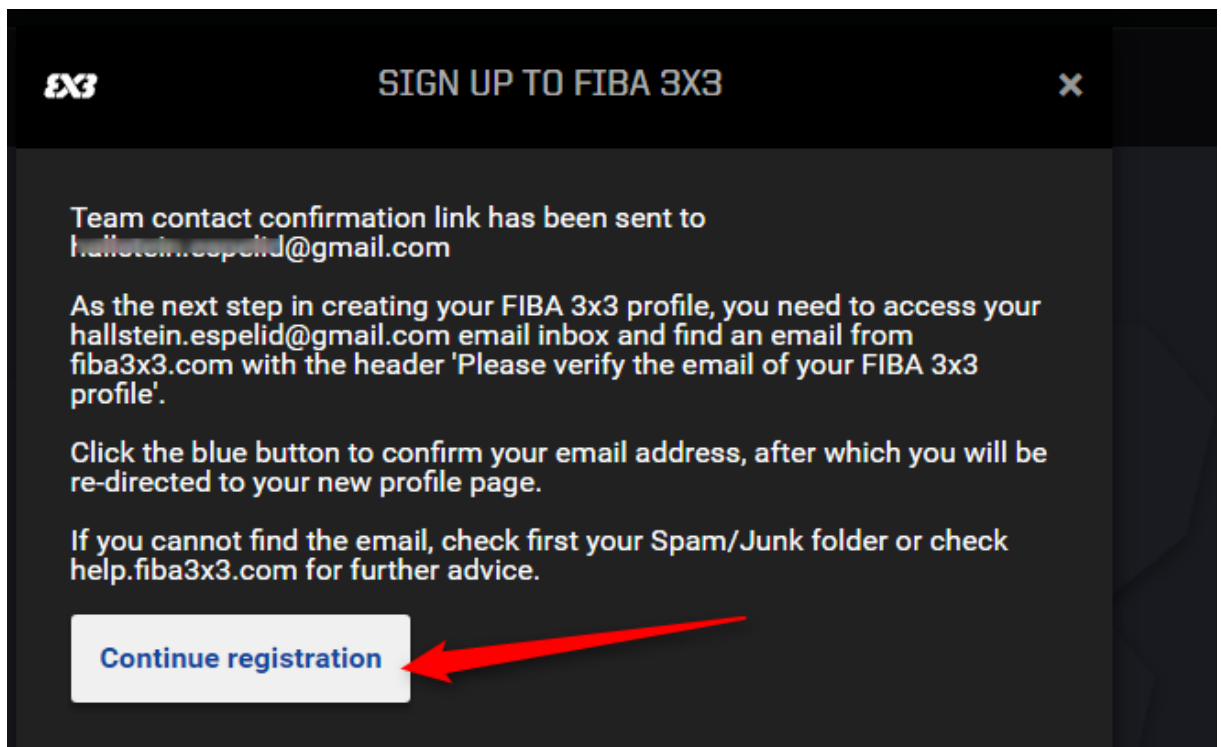 3X3
SIGN UP TO FIBA 3X3
Team contact confirmation link has been sent to
@gmail.com
As the next step in creating your FIBA 3x3 profile, you need to access your
hallstein.espelid@gmail.com email inbox and find an email from
fiba3x3.com with the header 'Please verify the email of your FIBA 3x3
profile'.
Click the blue button to confirm your email address, after which you will be
re-directed to your new profile page.
If you cannot find the email, check first your Spam/Junk folder or check
help.fiba3x3.com for further advice.
Continue registration